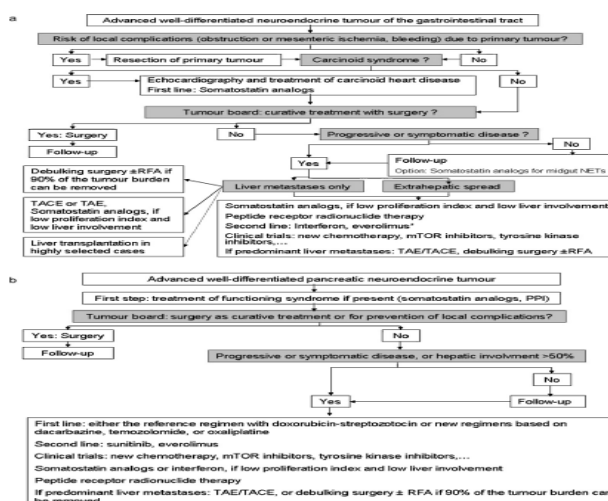 a
Advanced well-differentiated neuroendocrine tumour of the gastrointestinal tract
Risk of local complications (obstruction or mesenteric ischemia, bleeding) due to primary tumour?
Yes
Resection of primary tumour
Carcinoid syndrome ?
No
Yes
Echocardiography and treatment of carcinoid heart disease
First line: Somatostatin analogs
No
Tumour board: curative treatment with surgery ?
Yes: Surgery
No
Progressive or symptomatic disease ?
Follow-up
No
Yes
Follow-up
Option: Somatostatin analogs for midgut NETs
Debulking surgery ±RFA if
90% of the tumour burden
can be removed
Liver metastases only
Extrahepatic spread
TACE or TAE,
Somatostatin analogs, if
low proliferation index and
low liver involvement
Liver transplantation in
highly selected cases
Somatostatin analogs, if low proliferation index and low liver involvement
Peptide receptor radionuclide therapy
Second line: Interferon, everolimus*
Clinical trials: new chemotherapy, mTOR inhibitors, tyrosine kinase
inhibitors,....
If predominant liver metastases: TAE/TACE, debulking surgery ±RFA
b
Advanced well-differentiated pancreatic neuroendocrine tumour
First step: treatment of functioning syndrome if present (somatostatin analogs, PPI)
Tumour board: surgery as curative treatment or for prevention of local complications?
Yes: Surgery
No
Follow-up
Progressive or symptomatic disease, or hepatic involvment >50%
No
Yes
Follow-up
First line: either the reference regimen with doxorubicin-streptozotocin or new regimens based on
dacarbazine, temozolomide, or oxaliplatine
Second line: sunitinib, everolimus
Clinical trials: new chemotherapy, mTOR inhibitors, tyrosine kinase inhibitors,...
Somatostatin analogs or interferon, if low proliferation index and low liver involvement
Peptide receptor radionuclide therapy
If predominant liver metastases: TAE/TACE, or debulking surgery ± RFA if 90% of the tumour burden can
be removed